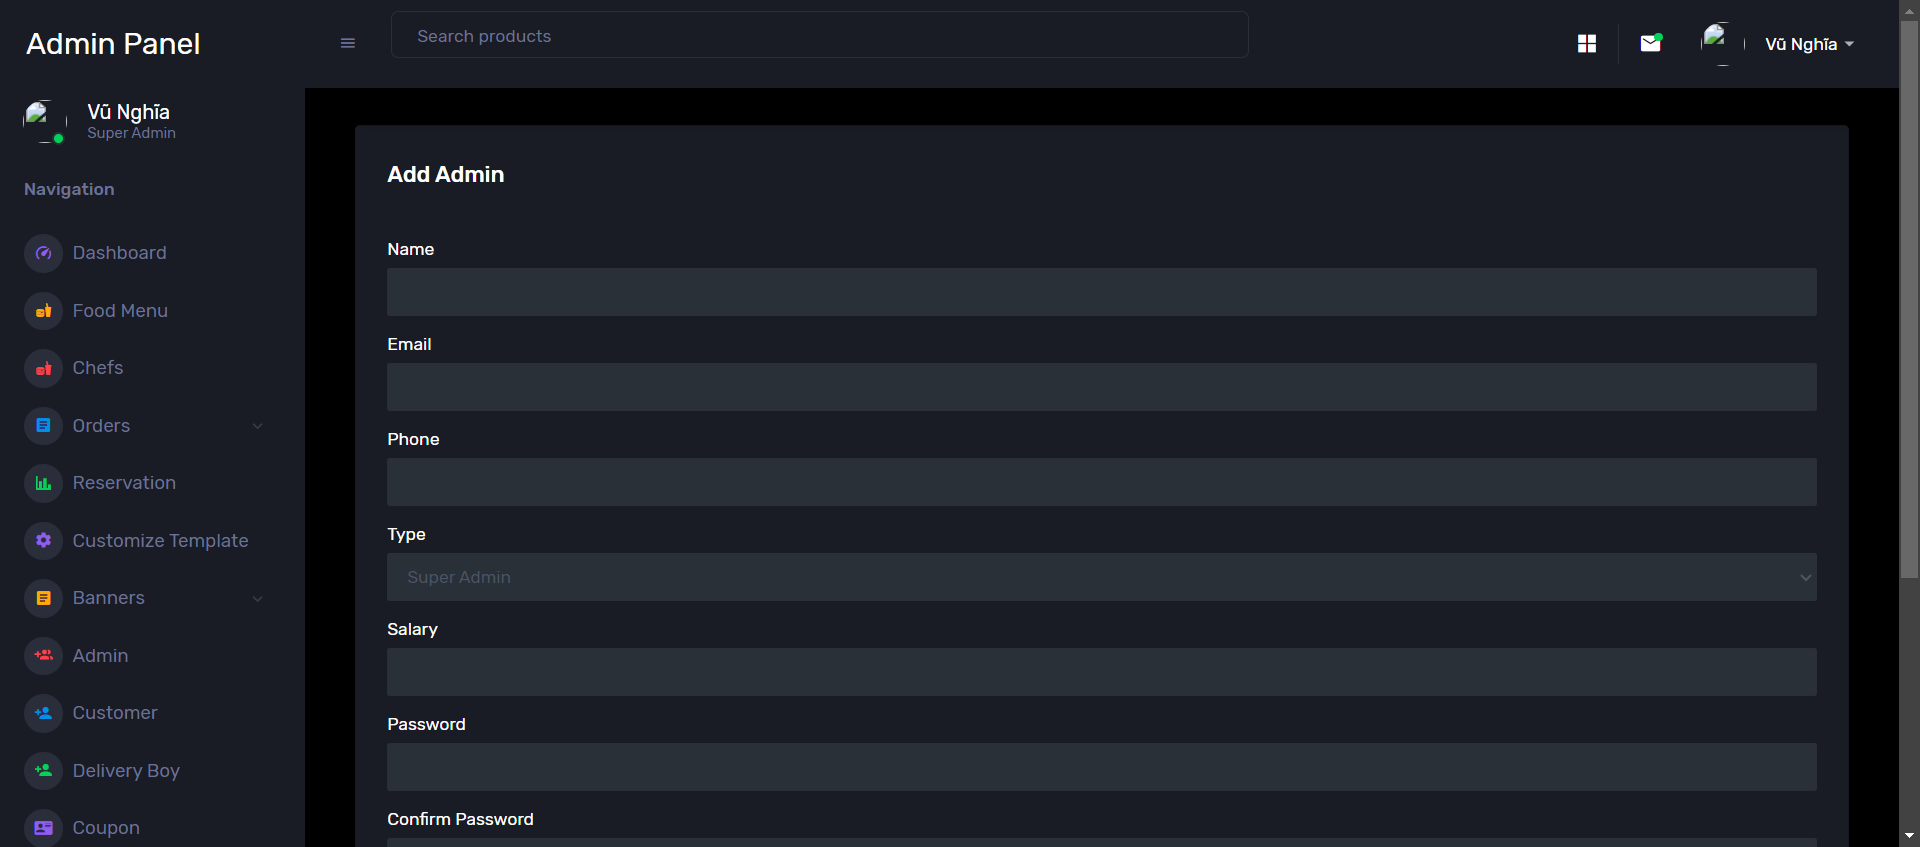 Admin Panel
Search products
Vũ Nghĩa
Vũ Nghĩa
Super Admin
Navigation
Dashboard
Food Menu
Chefs
Orders
Reservation
Customize Template
Banners
Admin
Customer
Delivery Boy
Coupon
Add Admin
Name
Email
Phone
Type
Super Admin
Salary
Password
Confirm Password